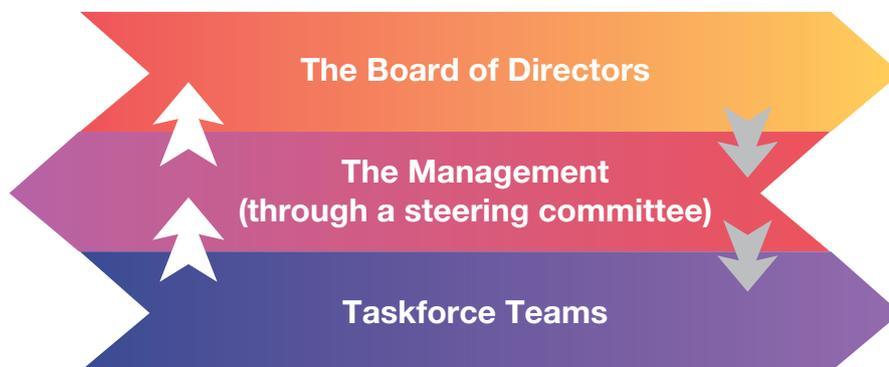 The Board of Directors
The Management
(through a steering committee)
Taskforce Teams